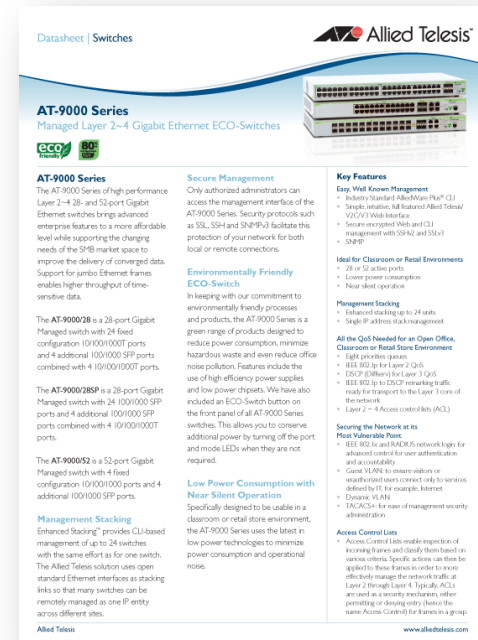 Datasheet | Switches
Allied Telesis™
AT-9000 Series
Managed Layer 2~4 Gigabit Ethernet ECO-Switches
eco
friendly
80
PLUS
AT-9000 Series
The AT-9000 Series of high performance
Layer 2~4 28- and 52-port Gigabit
Ethernet switches brings advanced
enterprise features to a more affordable
level while supporting the changing
needs of the SMB market space to
improve the delivery of converged data.
Support for jumbo Ethernet frames
enables higher throughput of time-
sensitive data.
The AT-9000/28 is a 28-port Gigabit
Managed switch with 24 fixed
configuration 10/100/1000T ports
and 4 additional 100/1000 SFP ports
combined with 4 10/100/1000T ports.
The AT-9000/28SP is a 28-port Gigabit
Managed switch with 24 100/1000 SFP
ports and 4 additional 100/1000 SFP
ports combined with 4 10/100/1000T
ports.
The AT-9000/52 is a 52-port Gigabit
Managed switch with 4 fixed
configuration 10/100/1000 ports and 4
additional 100/1000 SFP ports.
Management Stacking
Enhanced Stacking™ provides CLI-based
management of up to 24 switches
with the same effort as for one switch.
The Allied Telesis solution uses open
standard Ethernet interfaces as stacking
links so that many switches can be
remotely managed as one IP entity
across different sites.
Secure Management
Only authorized administrators can
access the management interface of the
AT-9000 Series. Security protocols such
as SSL, SSH and SNMPv3 facilitate this
protection of your network for both
local or remote connections.
Environmentally Friendly
ECO-Switch
In keeping with our commitment to
environmentally friendly processes
and products, the AT-9000 Series is a
green range of products designed to
reduce power consumption, minimize
hazardous waste and even reduce office
noise pollution. Features include the
use of high efficiency power supplies
and low power chipsets. We have also
included an ECO-Switch button on
the front panel of all AT-9000 Series
switches. This allows you to conserve
additional power by turning off the port
and mode LEDs when they are not
required.
Low Power Consumption with
Near Silent Operation
Specifically designed to be usable in a
classroom or retail store environment,
the AT-9000 Series uses the latest in
low power technologies to minimize
power consumption and operational
noise.
Key Features
Easy, Well Known Management
Industry Standard AlliedWare Plus® CLI
Simple, intuitive, full featured Allied Telesis/
V2C/V3 Web Interface
Secure encrypted Web and CLI
management with SSHv2 and SSLv3
SNMP
Ideal for Classroom or Retail Environments
28 or 52 active ports
Lower power consumption
Near silent operation
Management Stacking
Enhanced stacking up to 24 units
Single IP address stack management
All the QoS Needed for an Open Office,
Classroom or Retail Store Environment
Eight priorities queues
IEEE 802.1p for Layer 2 QoS
DSCP (Diffserv) for Layer 3 QoS
IEEE 802.1p to DSCP remarking traffic
ready for transport to the Layer 3 core of
the network
Layer 2 ~ 4 Access control lists (ACL)
Securing the Network at its
Most Vulnerable Point
IEEE 802.1x and RADIUS network login: for
advanced control for user authentication
and accountability
Guest VLAN: to ensure visitors or
unauthorized users connect only to services
defined by IT, for example, Internet
Dynamic VLAN
TACACS+: for ease of management security
administration
Access Control Lists
Access Control Lists enable inspection of
incoming frames and classify them based on
various criteria. Specific actions can then be
applied to these frames in order to more
effectively manage the network traffic at
Layer 2 through Layer 4. Typically, ACLs
are used as a security mechanism, either
permitting or denying entry (hence the
name Access Control) for frames in a group.
Allied Telesis
www.alliedtelesis.com